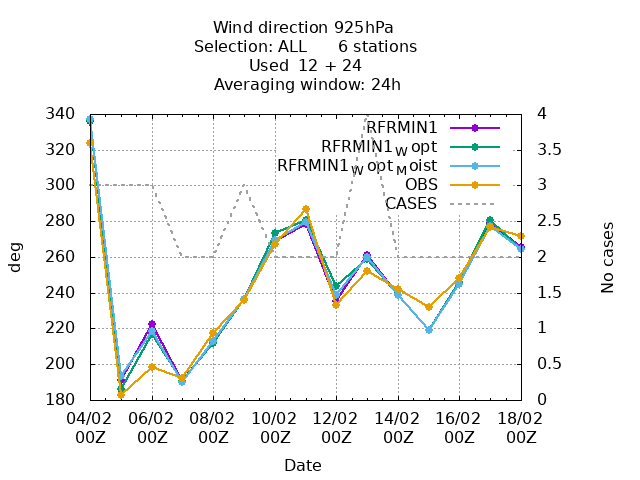 Wind direction 925hPa
Selection: ALL      6 stations
Used  12 + 24
Averaging window: 24h
RFRMIN1
RFRMIN1_W opt
RFRMIN1_W opt_M oist
OBS
CASES
deg
340
320
300
280
260
240
220
200
180
4
3.5
3
2.5
2
1.5
1
0.5
0
No cases
04/02 06/02 08/02 10/02 12/02 14/02 16/02 18/02
00Z 00Z 00Z 00Z 00Z 00Z 00Z 00Z
Date